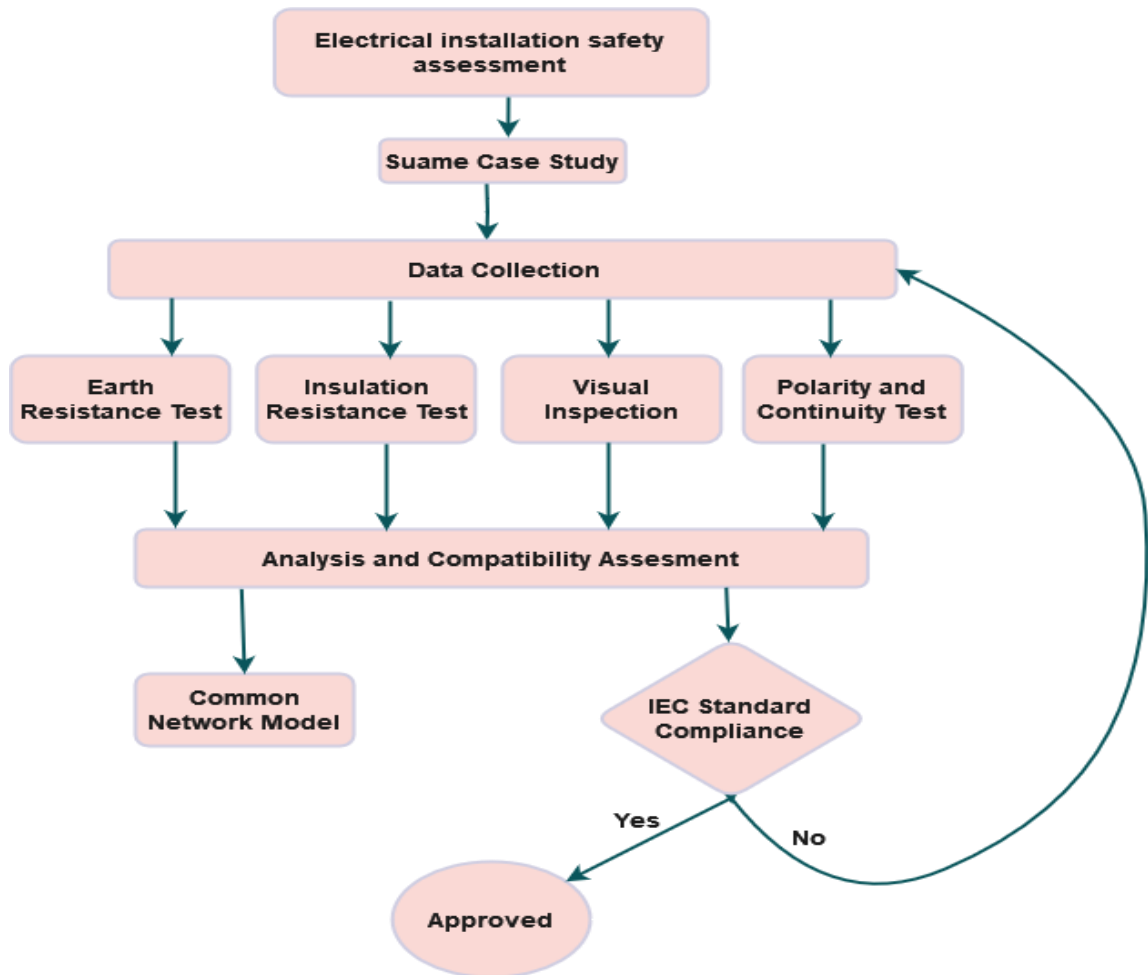 Electrical installation safety
assessment
Suame Case Study
Data Collection
Earth
Resistance Test
Insulation
Resistance Test
Visual
Inspection
Polarity and
Continuity Test
Analysis and Compatibility Assesment
Common
Network Model
IEC Standard
Compliance
Yes
No
Approved